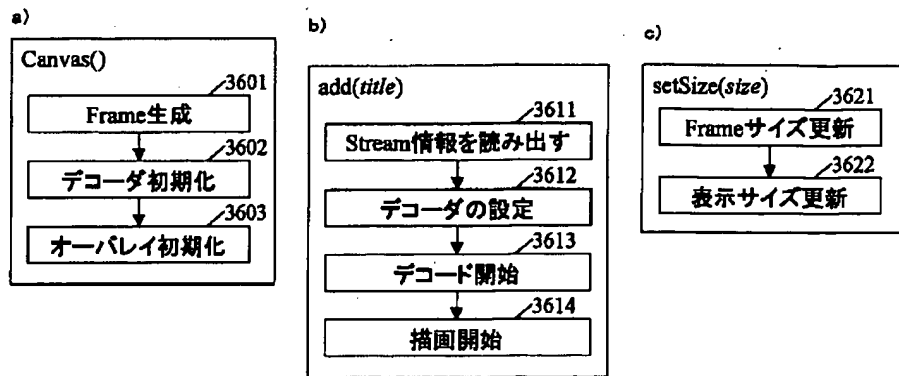 a)
Canvas()
3601
Frame生成
3602
デコーダ初期化
3603
オーバレイ初期化
b)
add(title)
3611
Stream情報を読み出す
3612
デコーダの設定
3613
デコード開始
3614
描画開始
c)
setSize(size)
3621
Frameサイズ更新
3622
表示サイズ更新